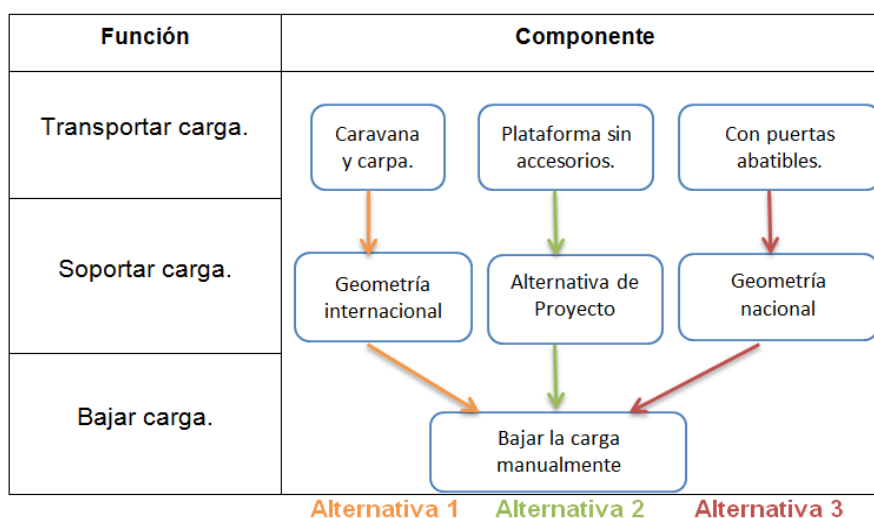 Función
Componente
Transportar carga.
Caravana
y carpa.
Plataforma sin
accesorios.
Con puertas
abatibles.
Soportar carga.
Geometría
internacional
Alternativa de
Proyecto
Geometría
nacional
Bajar carga.
Bajar la carga
manualmente
Alternativa 1
Alternativa 2
Alternativa 3